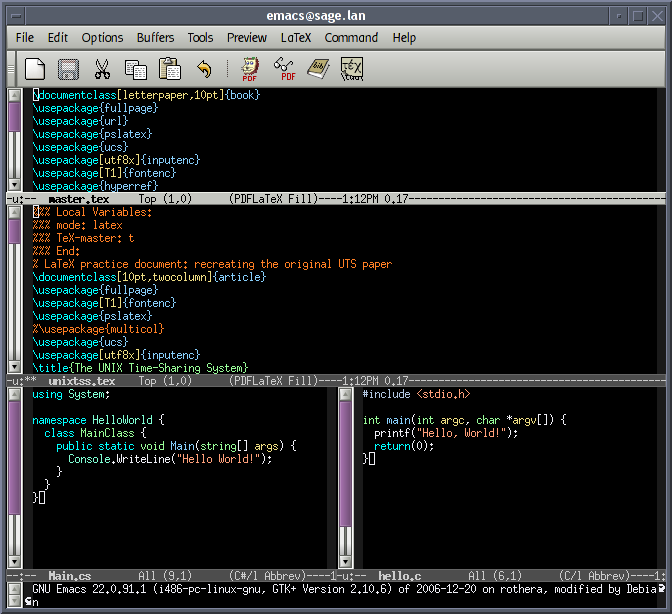 emacs@sage.lan
File Edit Options Buffers Tools Preview LaTeX Command Help
PDF PDF bib TEX
\documentclass[letterpaper,10pt]{book}
\usepackage{fullpage}
\usepackage{url}
\usepackage{pslatex}
\usepackage{ucs}
\usepackage[utf8x]{inputenc}
\usepackage[T1]{fontenc}
\usepackage{hyperref}
-u:-- master.tex Top (1,0) (PDFLaTeX Fill)----1:12PM 0.17--------------------------------------------
%%% Local Variables:
%%% mode: latex
%%% TeX-master: t
%%% End:
% LaTeX practice document: recreating the original UTS paper
\documentclass[10pt,twocolumn]{article}
\usepackage{fullpage}
\usepackage[T1]{fontenc}
\usepackage{pslatex}
%\usepackage{multicol}
\usepackage{ucs}
\usepackage[utf8x]{inputenc}
\title{The UNIX Time-Sharing System}
-u:** unixtss.tex Top (1,0) (PDFLaTeX Fill)----1:12PM 0.17--------------------------------------------
using System;
namespace HelloWorld {
class MainClass {
public static void Main(string[] args) {
Console.WriteLine("Hello World!");
}
}
}
--:-- Main.cs All (9,1) (C#/l Abbrev)----1
#include <stdio.h>
int main(int argc, char *argv[]) {
printf("Hello, World!");
return(0);
}
-u:-- hello.c All (6,1) (C/l Abbrev)----1
GNU Emacs 22.0.91.1 (i486-pc-linux-gnu, GTK+ Version 2.10.6) of 2006-12-20 on rothera, modified by Debia
n